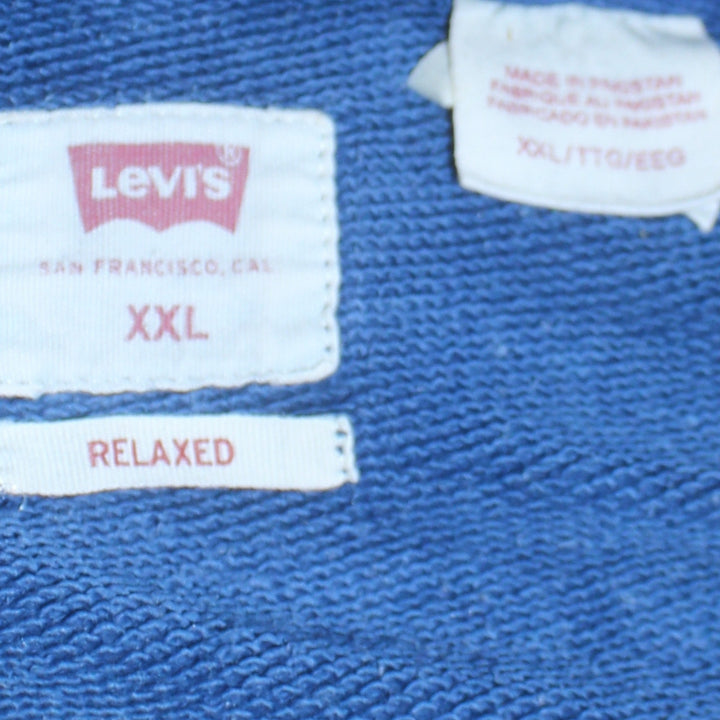 LEVI'S®
SAN FRANCISCO, CAL
XXL
RELAXED
MADE IN PAKISTAN
FABRIQUÉ AU PAKISTAN
FABRICADO EN PAKISTAN
XXL/TTG/EEG